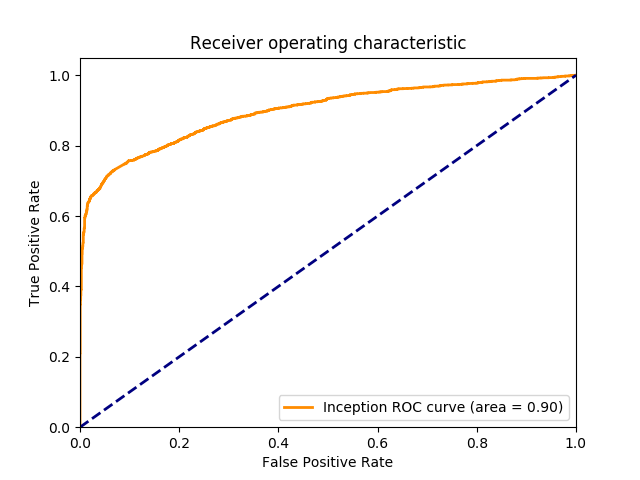 Receiver operating characteristic
True Positive Rate
1.0
0.8
0.6
0.4
0.2
0.0
Inception ROC curve (area = 0.90)
0.0 0.2 0.4 0.6 0.8 1.0
False Positive Rate